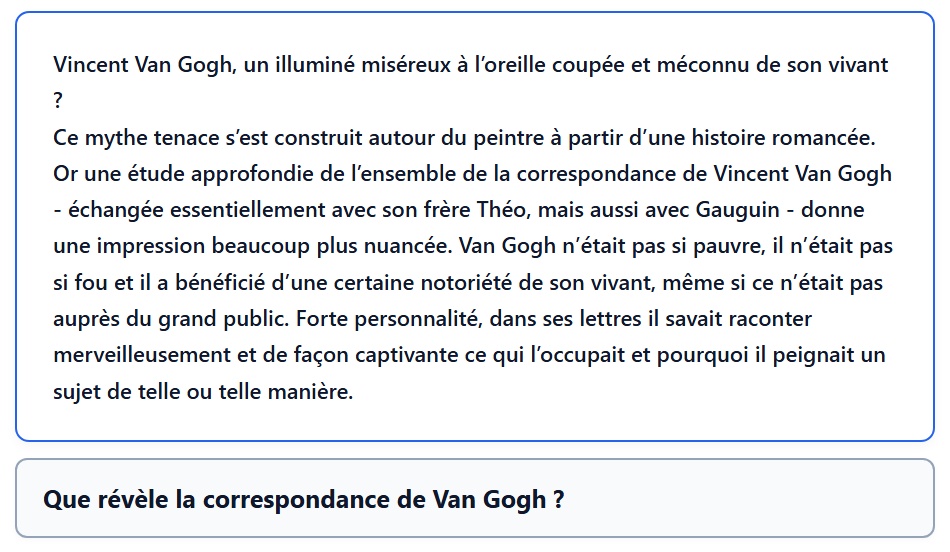 Vincent Van Gogh, un illuminé miséreux à l’oreille coupée et méconnu de son vivant
?
Ce mythe tenace s’est construit autour du peintre à partir d’une histoire romancée.
Or une étude approfondie de l’ensemble de la correspondance de Vincent Van Gogh
- échangée essentiellement avec son frère Théo, mais aussi avec Gauguin - donne
une impression beaucoup plus nuancée. Van Gogh n’était pas si pauvre, il n’était pas
si fou et il a bénéficié d’une certaine notoriété de son vivant, même si ce n’était pas
auprès du grand public. Forte personnalité, dans ses lettres il savait raconter
merveilleusement et de façon captivante ce qui l’occupait et pourquoi il peignait un
sujet de telle ou telle manière.
Que révèle la correspondance de Van Gogh ?